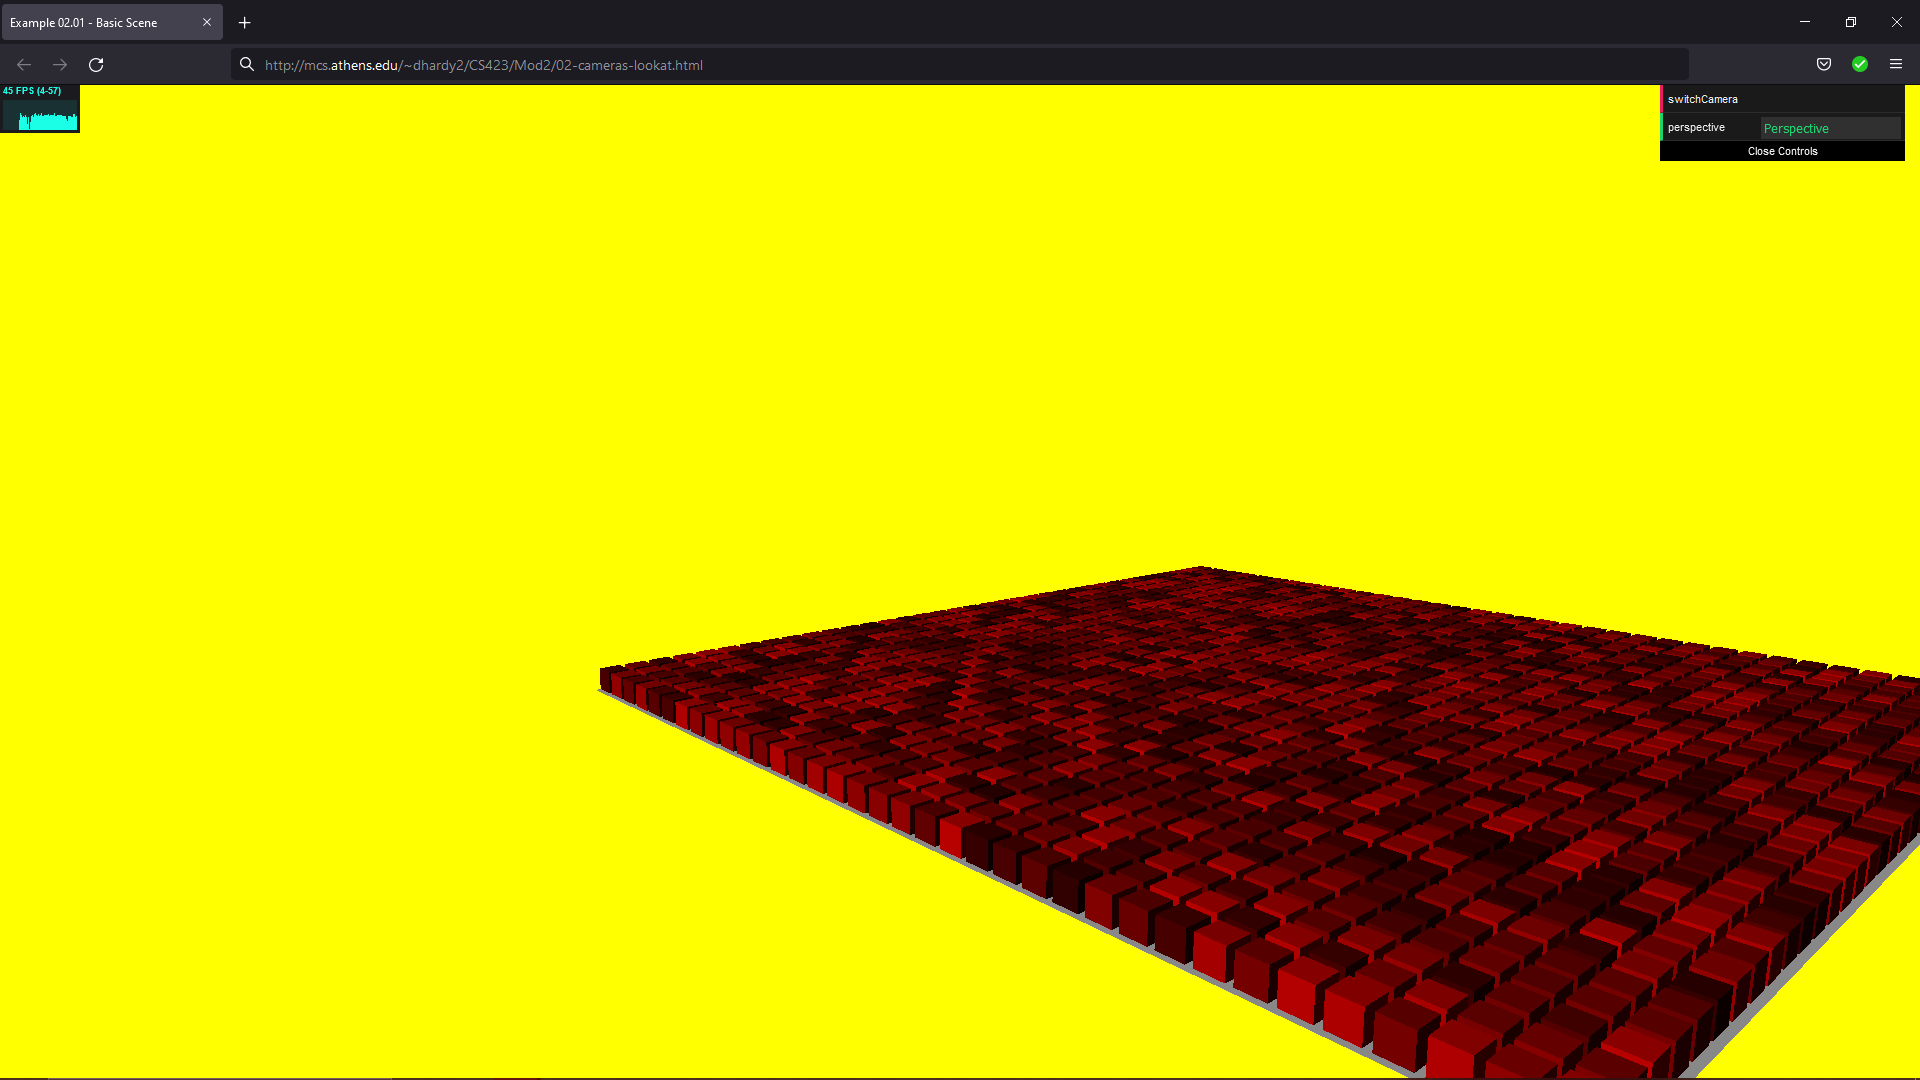 Example 02.01 - Basic Scene
http://mcs.athens.edu/~dhardy2/CS423/Mod2/02-cameras-lookat.html
45 FPS (4-57)
switchCamera
perspective Perspective
Close Controls